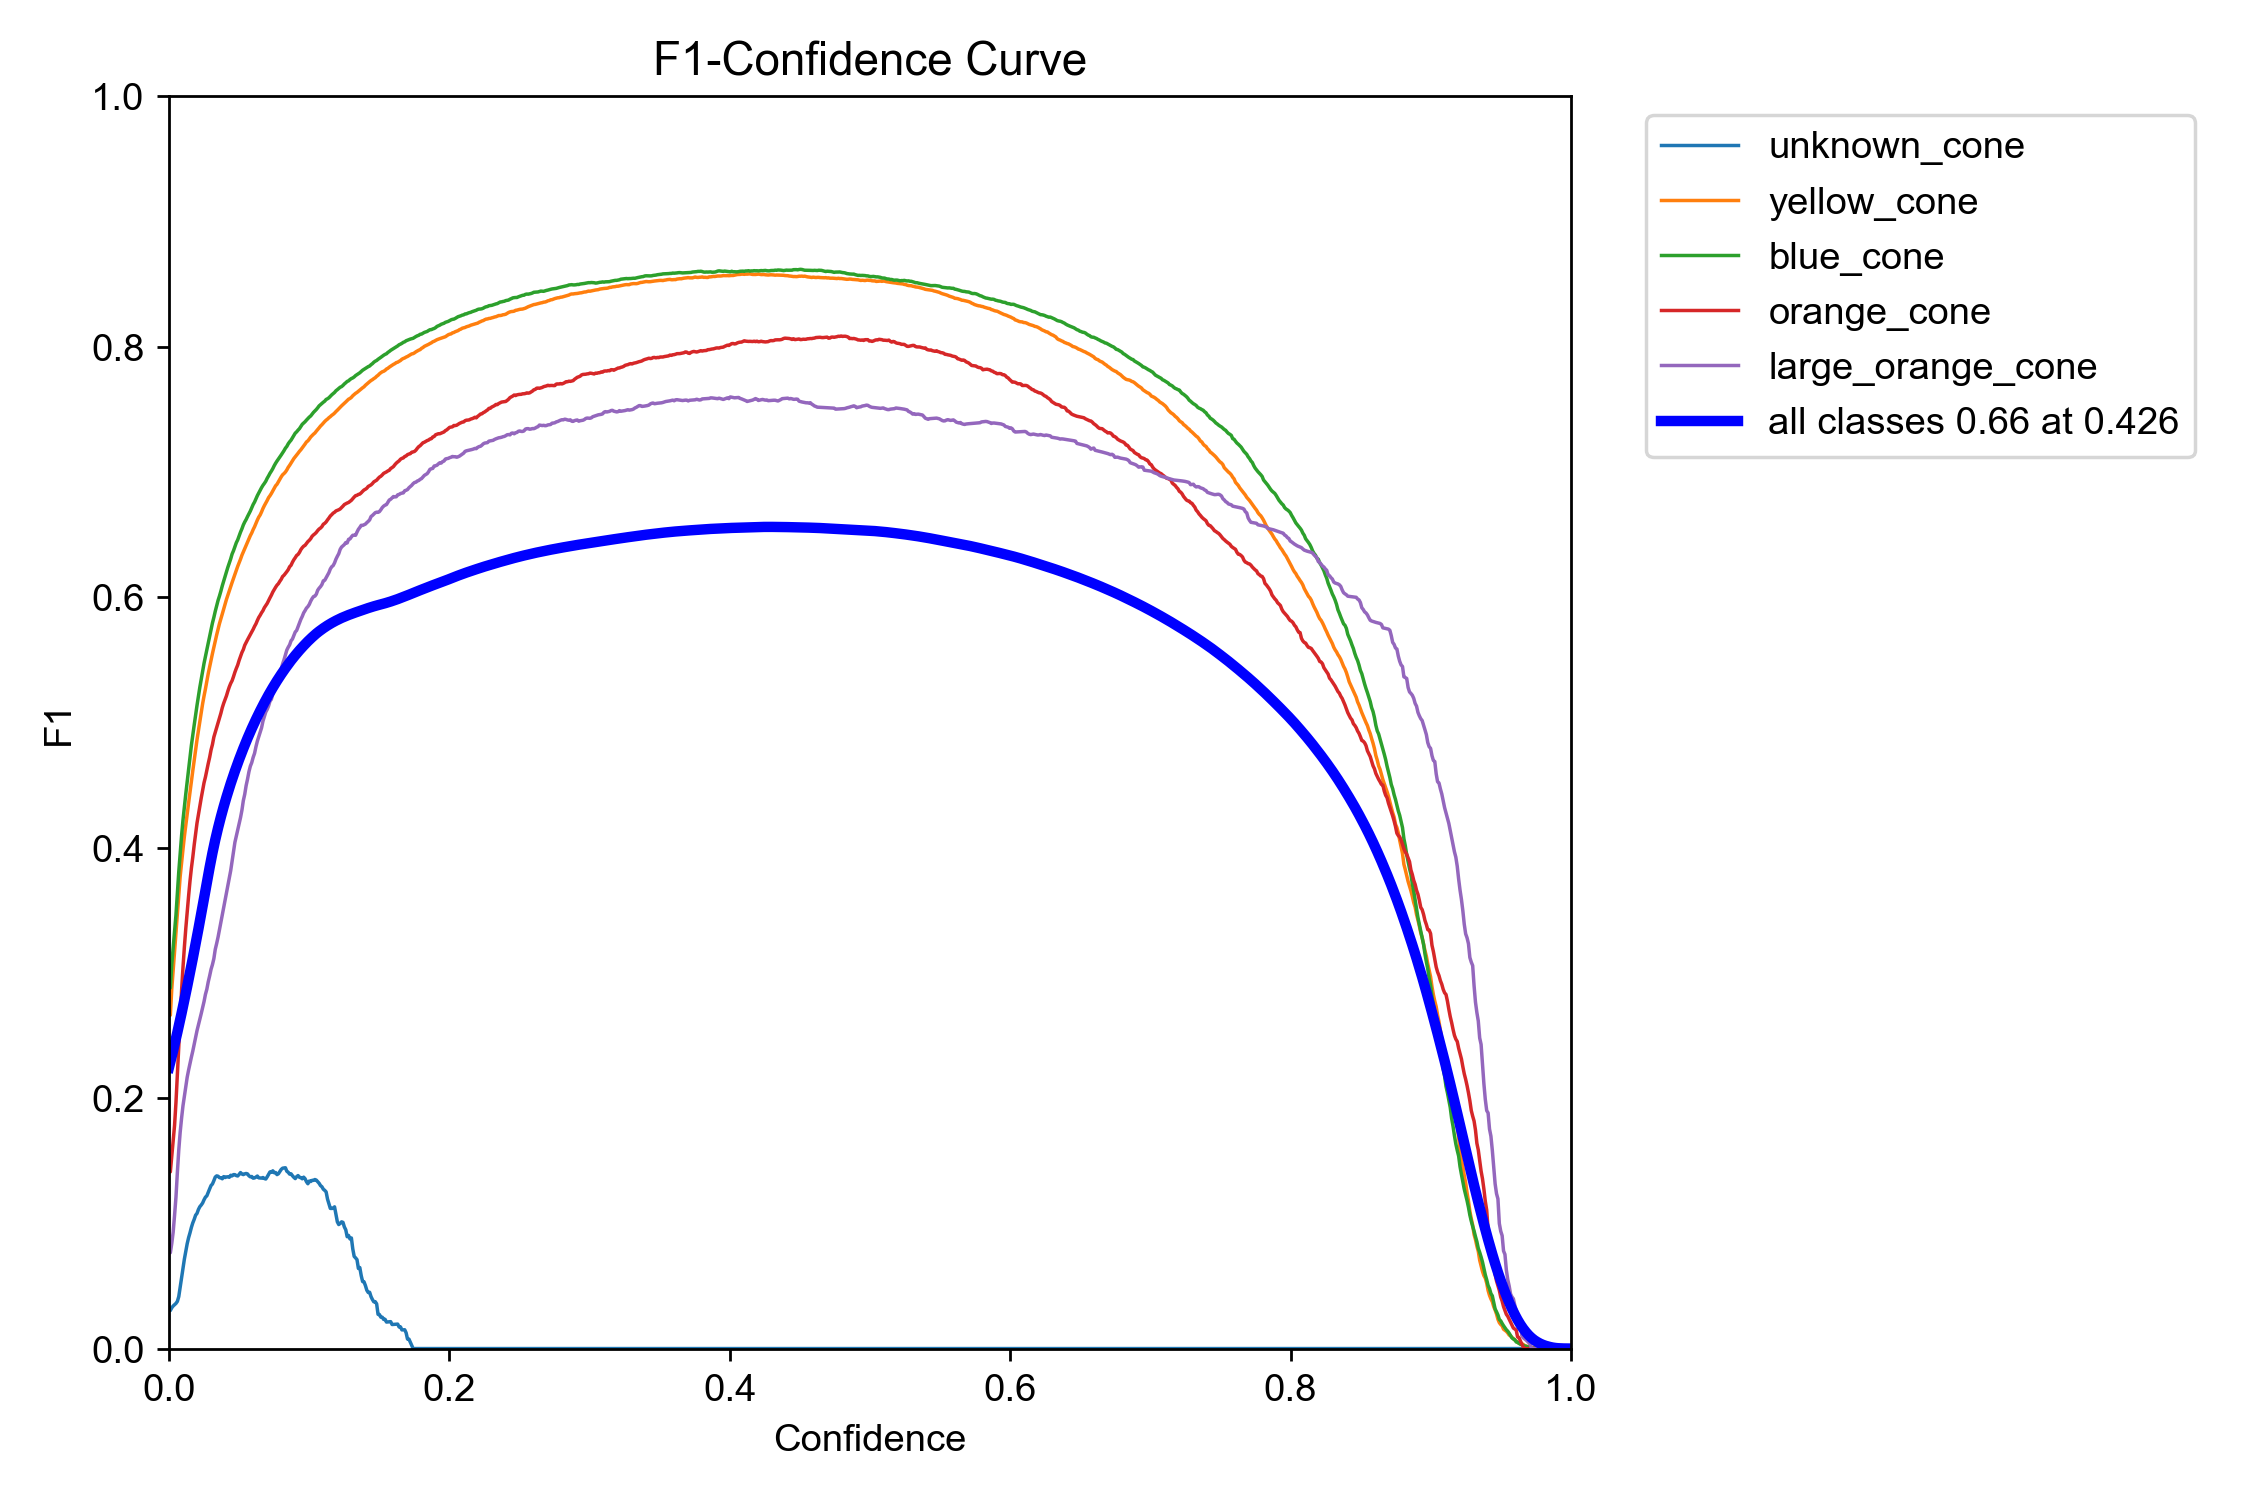 F1-Confidence Curve
1.0
0.8
0.6
0.4
0.2
0.0
F1
0.0 0.2 0.4 0.6 0.8 1.0
Confidence
unknown_cone
yellow_cone
blue_cone
orange_cone
large_orange_cone
all classes 0.66 at 0.426